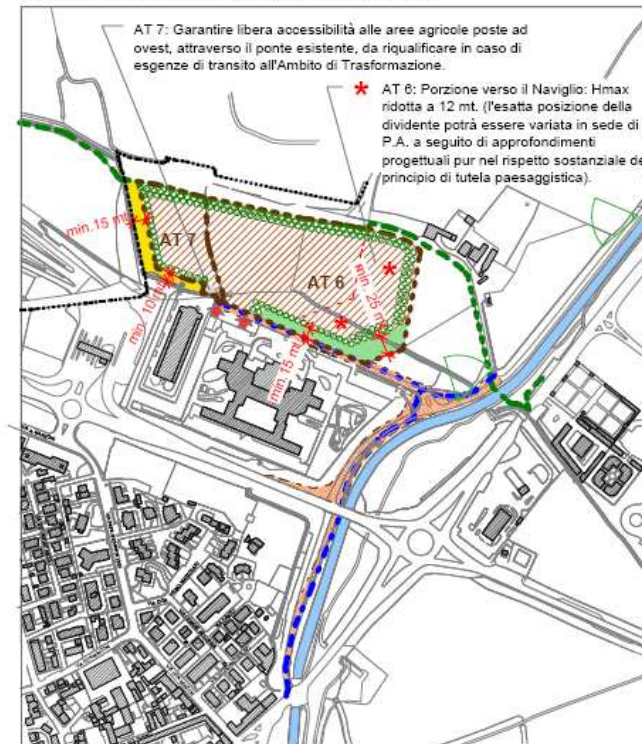 AT 7: Garantire libera accessibilità alle aree agricole poste ad
ovest, attraverso il ponte esistente, da riqualificare in caso di
esgenze di transito all'Ambito di Trasformazione.
AT 6: Porzione verso il Naviglio: Hmax
ridotta a 12 mt. (l'esatta posizione della
dividente potrà essere variata in sede di
P.A. a seguito di approfondimenti
progettuali pur nel rispetto sostanziale de
principio di tutela paesaggistica).
min.15 mt
AT 7
AT 6
min. 25 mt
min. 10 mt
min.15 mt